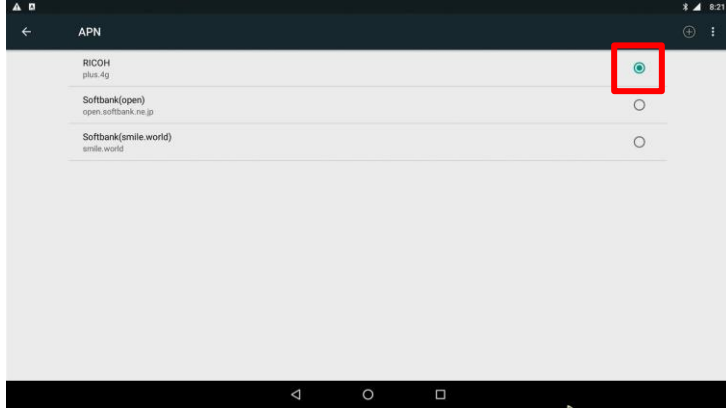 8:21
APN
RICOH
plus.4g
Softbank(open)
open.softbank.ne.jp
Softbank(smile.world)
smile.world